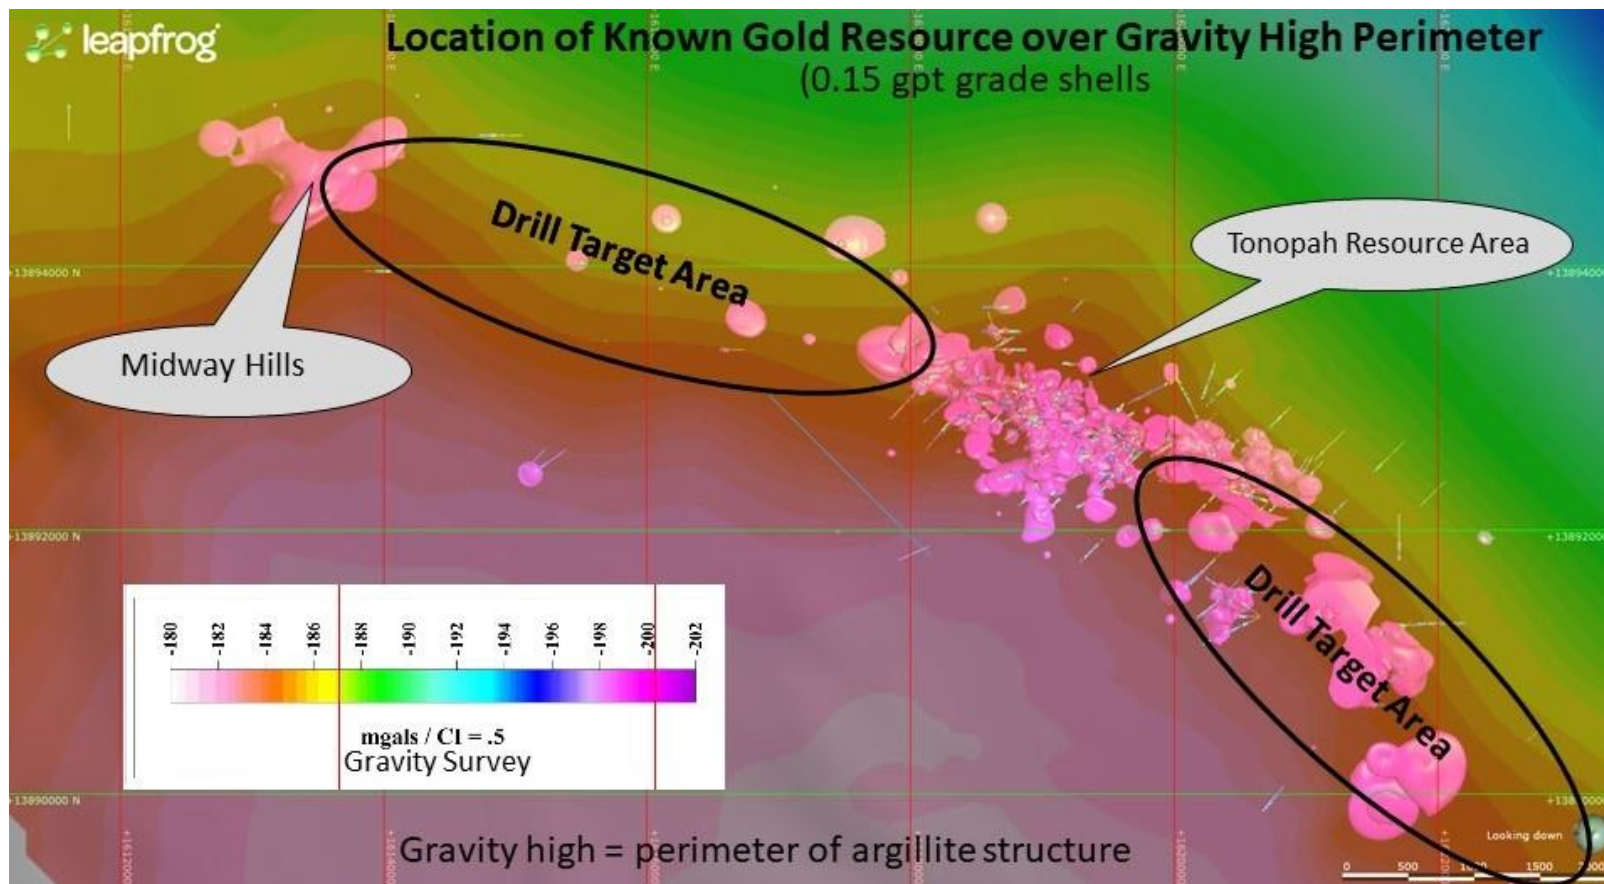 leapfrog
Location of Known Gold Resource over Gravity High Perimeter
(0.15 gpt grade shells
Drill Target Area
Tonopah Resource Area
+13894000 N
+13894000
Midway Hills
+13892000 N
+13892000
Drill Target Area
-180 -182 -184 -186 -188 -190 -192 -194 -196 -198 -200 -202
mgals / CI = .5
Gravity Survey
+13890000 N
Looking down
Gravity high = perimeter of argillite structure
+1612000
0 500 1500